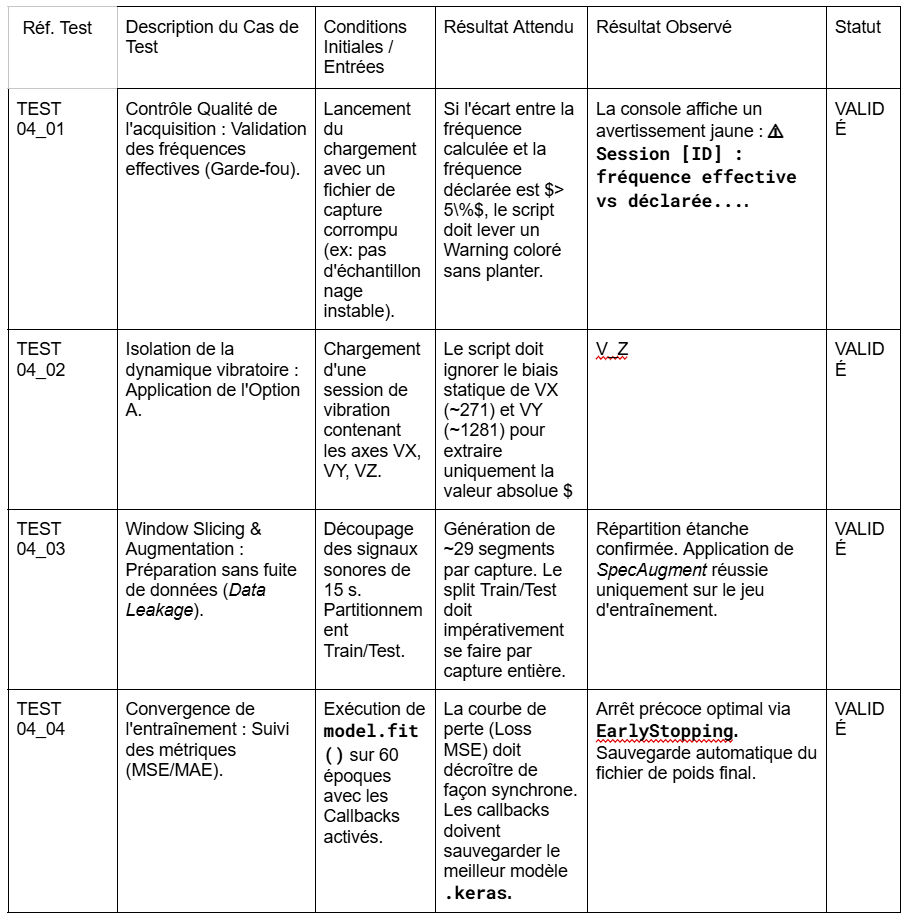 Réf. Test
Description du Cas de
Test
Conditions
Initiales /
Entrées
Résultat Attendu
Résultat Observé
Statut
TEST
04_01
Contrôle Qualité de
l'acquisition : Validation
des fréquences
effectives (Garde-fou).
Lancement
du
chargement
avec un
fichier de
capture
corrompu
(ex: pas
d'échantillon
nage
instable).
Si l'écart entre la
fréquence
calculée et la
fréquence
déclarée est $>
5\%$, le script
doit lever un
Warning coloré
sans planter.
La console affiche un
avertissement jaune : ⚠
Session [ID] :
fréquence effective
vs déclarée....
VALID
É
TEST
04_02
Isolation de la
dynamique vibratoire :
Application de l'Option
A.
Chargement
d'une
session de
vibration
contenant
les axes VX,
VY, VZ.
Le script doit
ignorer le biais
statique de VX
(~271) et VY
(~1281) pour
extraire
uniquement la
valeur absolue $
V_Z
VALID
É
TEST
04_03
Window Slicing &
Augmentation :
Préparation sans fuite
de données (Data
Leakage).
Découpage
des signaux
sonores de
15 s.
Partitionnem
ent
Train/Test.
Génération de
~29 segments
par capture. Le
split Train/Test
doit
impérativement
se faire par
capture entière.
Répartition étanche
confirmée. Application de
SpecAugment réussie
uniquement sur le jeu
d'entraînement.
VALID
É
TEST
04_04
Convergence de
l'entraînement : Suivi
des métriques
(MSE/MAE).
Exécution de
model.fit
() sur 60
époques
avec les
Callbacks
activés.
La courbe de
perte (Loss
MSE) doit
décroître de
façon synchrone.
Les callbacks
doivent
sauvegarder le
meilleur modèle
.keras.
Arrêt précoce optimal via
EarlyStopping.
Sauvegarde automatique du
fichier de poids final.
VALID
É